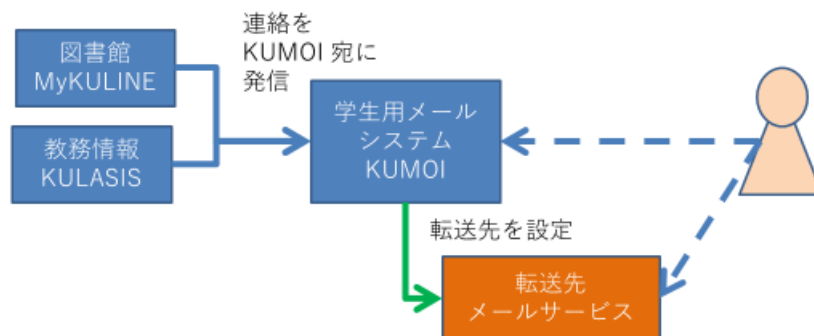 図書館
MyKULINE
教務情報
KULASIS
連絡を
KUMOI 宛に
発信
学生用メール
システム
KUMOI
転送先を設定
転送先
メールサービス